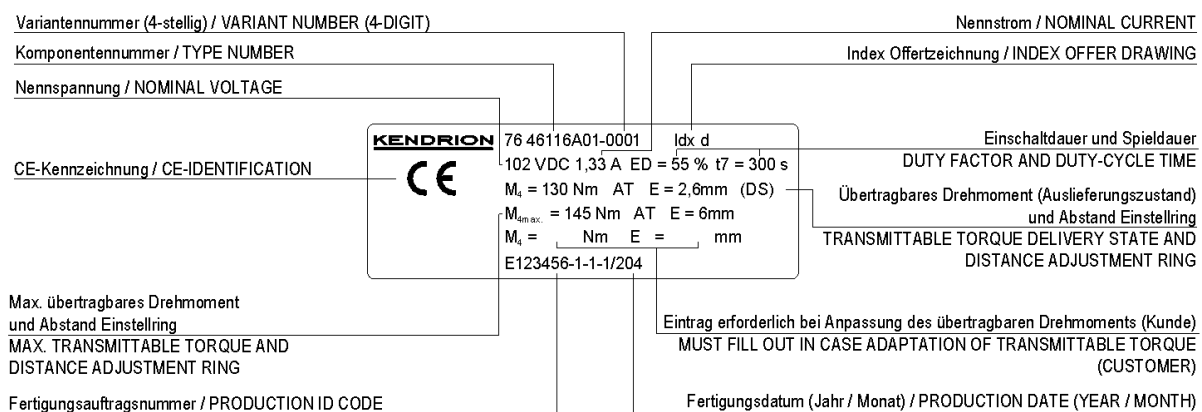 Variantennummer (4-stellig) / VARIANT NUMBER (4-DIGIT)
Komponentennummer / TYPE NUMBER
Nennspannung / NOMINAL VOLTAGE
CE-Kennzeichnung / CE-IDENTIFICATION
Max. übertragbares Drehmoment
und Abstand Einstellring
MAX. TRANSMITTABLE TORQUE AND
DISTANCE ADJUSTMENT RING
Fertigungsauftragsnummer / PRODUCTION ID CODE
KENDRION
CE
76 46116A01-0001 Idx d
102 VDC 1,33 A ED = 55 % t7 = 300 s
M4 = 130 Nm AT E = 2,6mm (DS)
M4max. = 145 Nm AT E = 6mm
M4 = Nm E = mm
E123456-1-1-1/204
Nennstrom / NOMINAL CURRENT
Index Offertzeichnung / INDEX OFFER DRAWING
Einschaltdauer und Spieldauer
DUTY FACTOR AND DUTY-CYCLE TIME
Übertragbares Drehmoment (Auslieferungszustand)
und Abstand Einstellring
TRANSMITTABLE TORQUE DELIVERY STATE AND
DISTANCE ADJUSTMENT RING
Eintrag erforderlich bei Anpassung des übertragbaren Drehmoments (Kunde)
MUST FILL OUT IN CASE ADAPTATION OF TRANSMITTABLE TORQUE
(CUSTOMER)
Fertigungsdatum (Jahr / Monat) / PRODUCTION DATE (YEAR / MONTH)